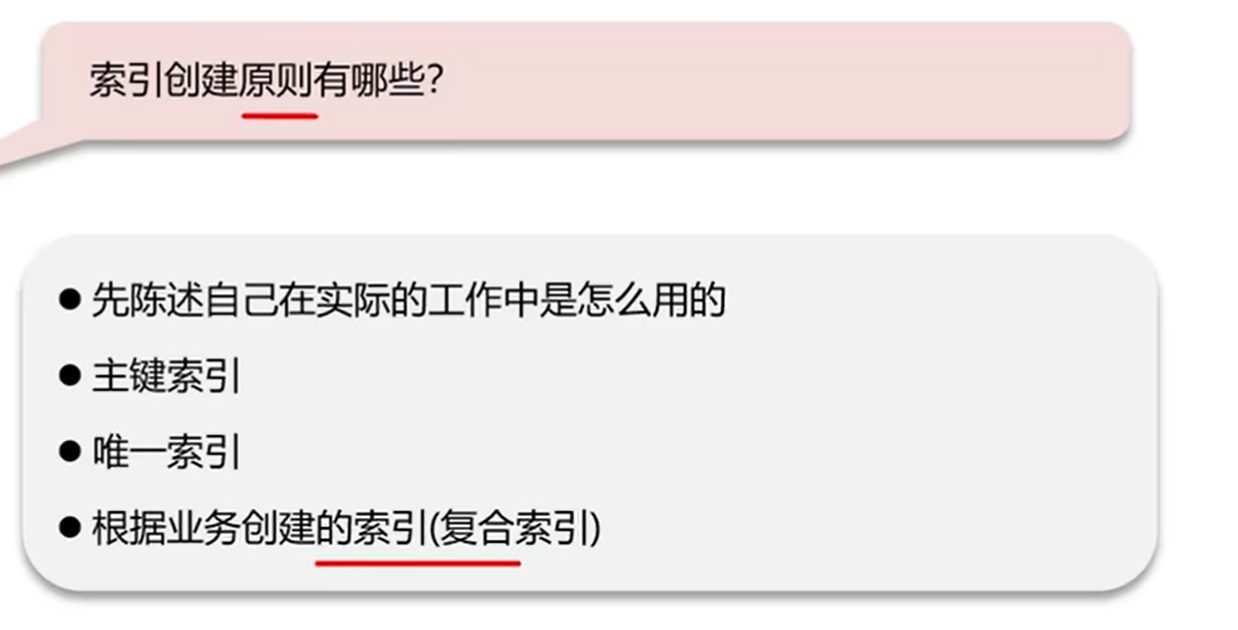 索引创建原则有哪些?
● 先陈述自己在实际的工作中是怎么用的
● 主键索引
● 唯一索引
● 根据业务创建的索引(复合索引)